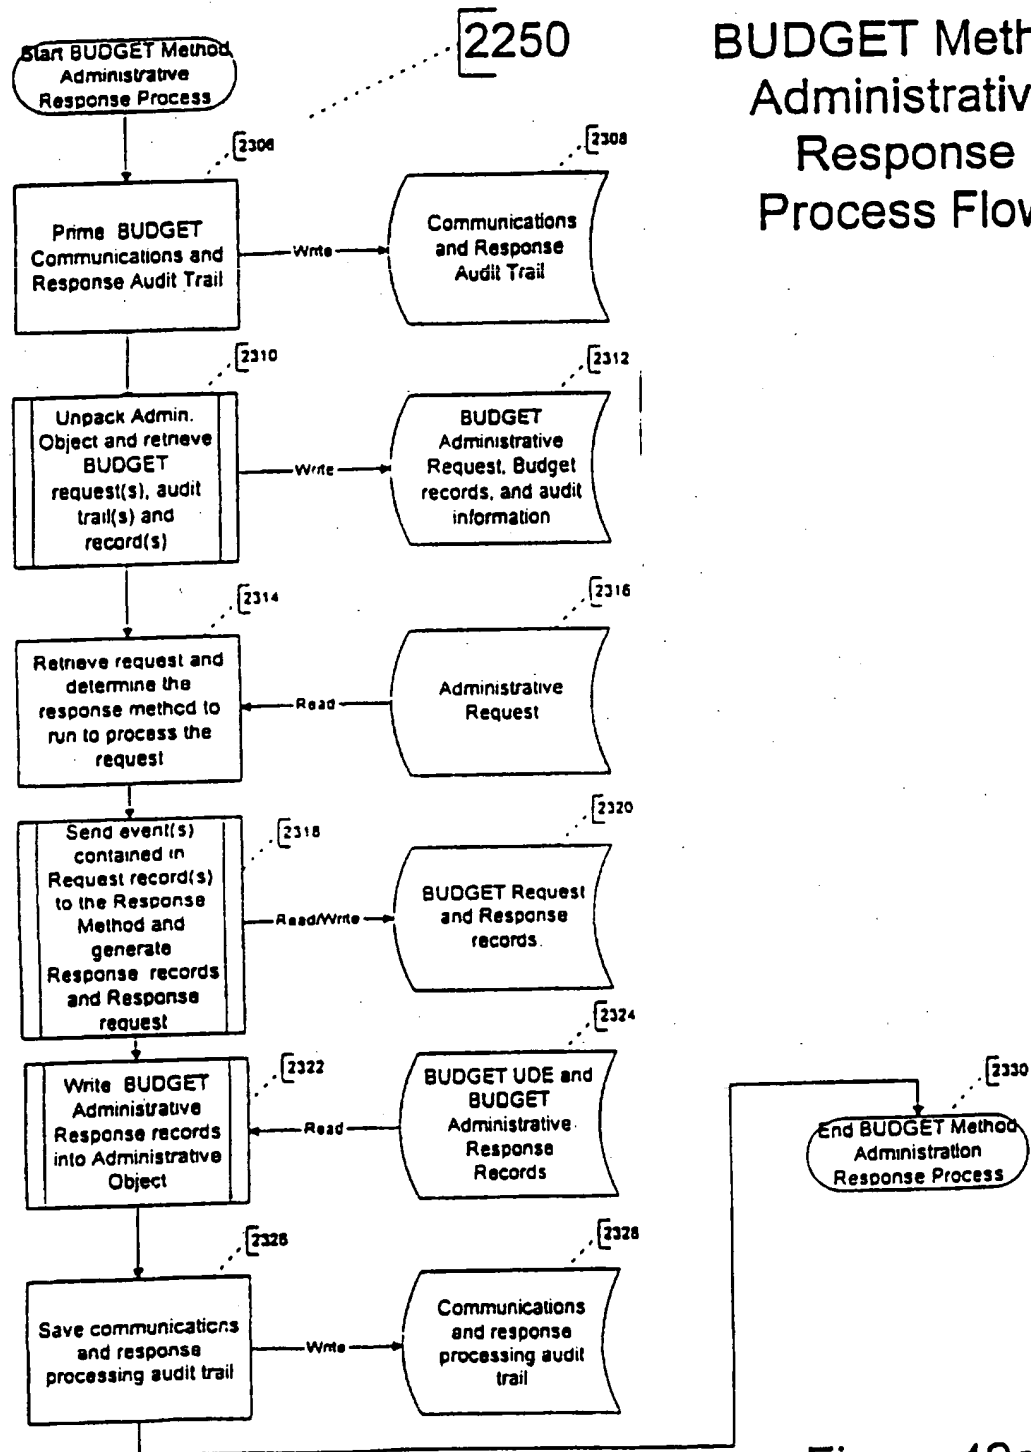 2250
BUDGET Meth
Administrativ
Response
Process Flow
Start BUDGET Method
Administrative
Response Process
2306
Prime BUDGET
Communications and
Response Audit Trail
Write
2308
Communications
and Response
Audit Trail
2310
Unpack Admin.
Object and retrieve
BUDGET
request(s), audit
trail(s) and
record(s)
Write
2312
BUDGET
Administrative
Request, Budget
records, and audit
information
2314
Retrieve request and
determine the
response method to
run to process the
request
Read
2316
Administrative
Request
2318
Send event(s)
contained in
Request record(s)
to the Response
Method and
generate
Response records
and Response
request
Read/Write
2320
BUDGET Request
and Response
records.
2322
Write BUDGET
Administrative
Response records
into Administrative
Object
Read
2324
BUDGET UDE and
BUDGET
Administrative
Response
Records
2326
Save communications
and response
processing audit trail
Write
2328
Communications
and response
processing audit
trail
2330
End BUDGET Method
Administration
Response Process